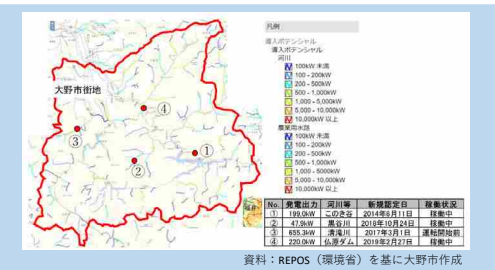 凡例
導入ポテンシャル
導入ポテンシャル
河川
100kW 未満
100 - 200kW
200 - 500kW
500 - 1,000kW
1,000 - 5,000kW
5,000 - 10,000kW
10,000kW 以上
農業用水路
100kW 未満
100 - 200kW
200 - 500kW
500 - 1,000kW
1,000 - 5000kW
5,000 - 10,000kW
10,000kW 以上
大野市街地
④
③
①
②
No. 発電出力 河川等 新規認定日 稼働状況
① 199.0kW このき谷 2014年6月11日 稼働中
② 47.9kW 黒谷川 2018年10月24日 稼働中
③ 655.3kW 清滝川 2017年3月1日 運転開始前
④ 220.0kW 仏原ダム 2019年2月27日 稼働中
資料：REPOS（環境省）を基に大野市作成